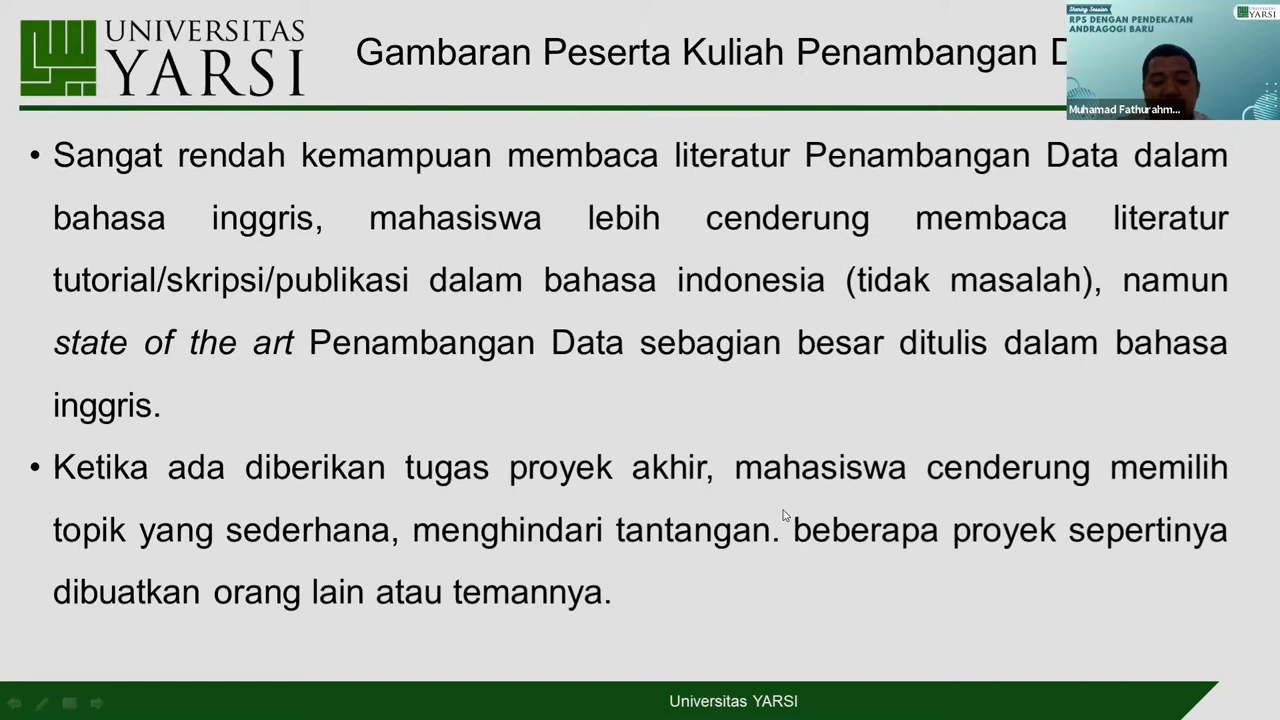 UNIVERSITAS
YARSI
Gambaran Peserta Kuliah Penambangan
Sharing Session
RPS DENGAN PENDEKATAN
ANDRAGOGI BARU
Muhamad Fathurahm...
• Sangat rendah kemampuan membaca literatur Penambangan Data dalam
bahasa inggris, mahasiswa lebih cenderung membaca literatur
tutorial/skripsi/publikasi dalam bahasa indonesia (tidak masalah), namun
state of the art Penambangan Data sebagian besar ditulis dalam bahasa
inggris.
• Ketika ada diberikan tugas proyek akhir, mahasiswa cenderung memilih
topik yang sederhana, menghindari tantangan. beberapa proyek sepertinya
dibuatkan orang lain atau temannya.
Universitas YARSI